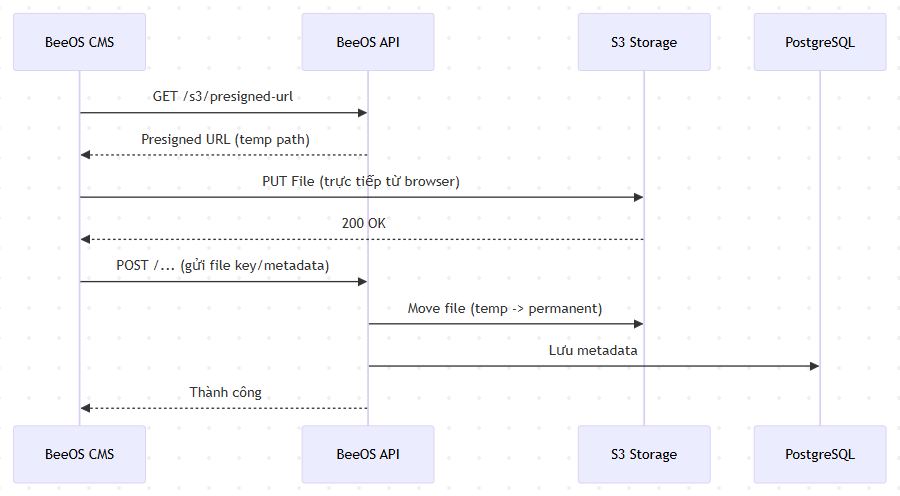 BeeOS CMS
BeeOS API
S3 Storage
PostgreSQL
GET /s3/presigned-url
Presigned URL (temp path)
PUT File (trực tiếp từ browser)
200 OK
POST /... (gửi file key/metadata)
Move file (temp -> permanent)
Lưu metadata
Thành công
BeeOS CMS
BeeOS API
S3 Storage
PostgreSQL